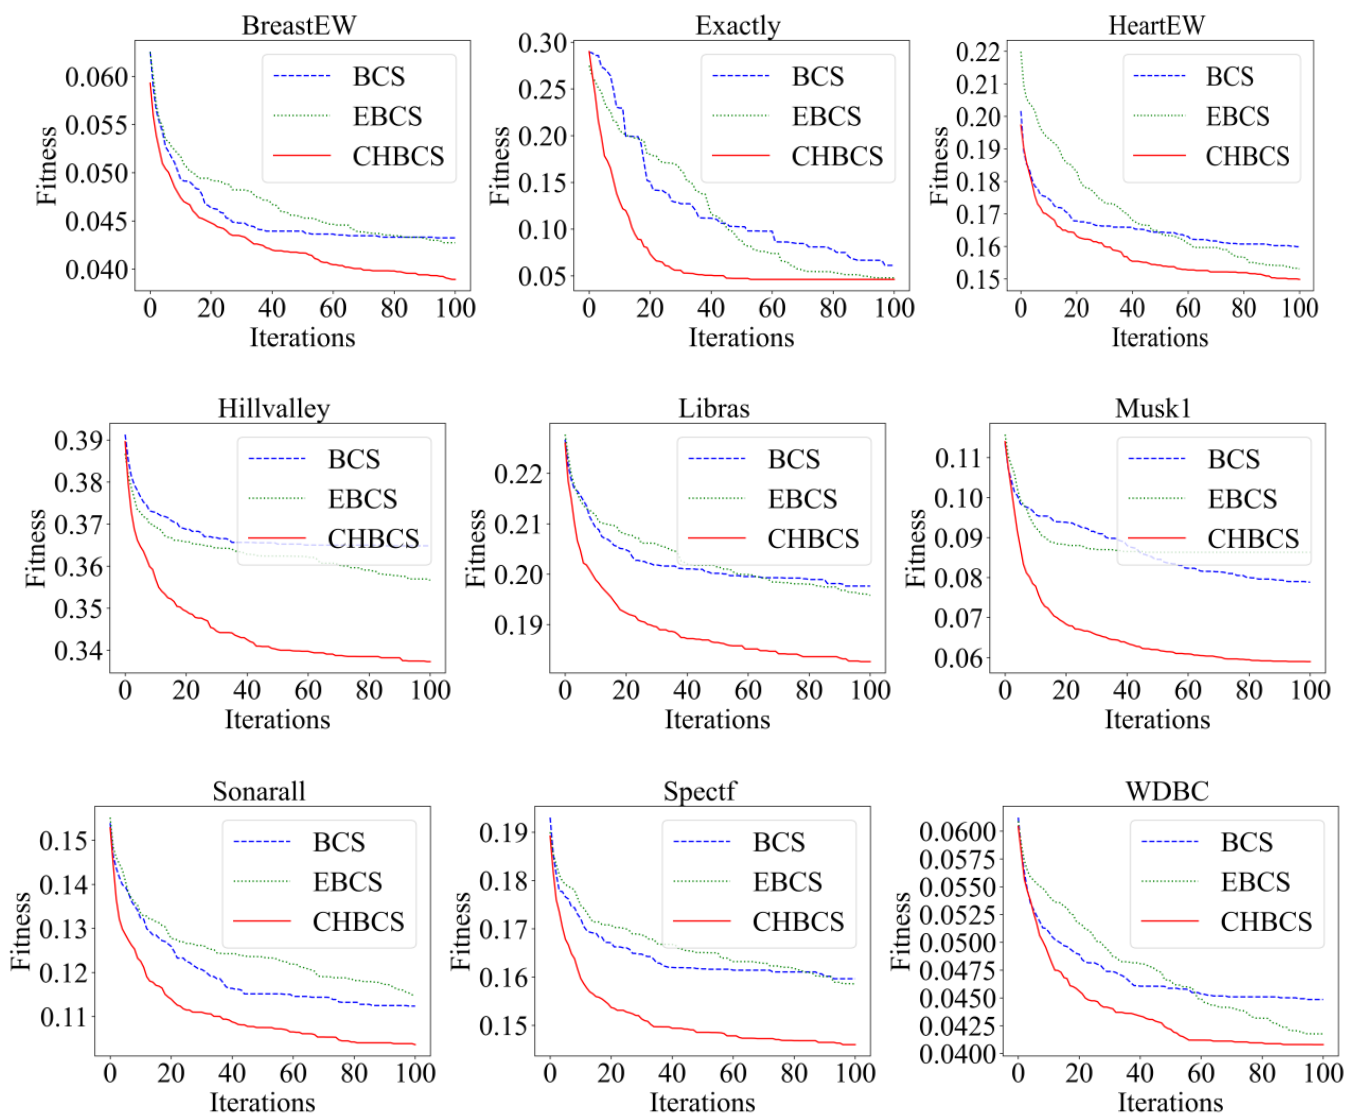 BreastEW
Fitness
0.060
0.055
0.050
0.045
0.040
BCS
EBCS
CHBCS
0 20 40 60 80 100
Iterations
Exactly
Fitness
0.30
0.25
0.20
0.15
0.10
0.05
BCS
EBCS
CHBCS
0 20 40 60 80 100
Iterations
HeartEW
Fitness
0.22
0.20
0.19
0.17
0.16
0.15
BCS
EBCS
CHBCS
0 20 40 60 80 100
Iterations
Hillvalley
Fitness
0.39
0.38
0.37
0.36
0.35
0.34
BCS
EBCS
CHBCS
0 20 40 60 80 100
Iterations
Libras
Fitness
0.22
0.21
0.20
0.19
BCS
EBCS
CHBCS
0 20 40 60 80 100
Iterations
Musk1
Fitness
0.11
0.10
0.09
0.08
0.07
0.06
BCS
EBCS
CHBCS
0 20 40 60 80 100
Iterations
Sonarall
Fitness
0.15
0.14
0.13
0.12
0.11
BCS
EBCS
CHBCS
0 20 40 60 80 100
Iterations
Spectf
Fitness
0.19
0.18
0.17
0.16
0.15
BCS
EBCS
CHBCS
0 20 40 60 80 100
Iterations
WDBC
Fitness
0.0600
0.0575
0.0550
0.0525
0.0500
0.0475
0.0450
0.0425
0.0400
BCS
EBCS
CHBCS
0 20 40 60 80 100
Iterations